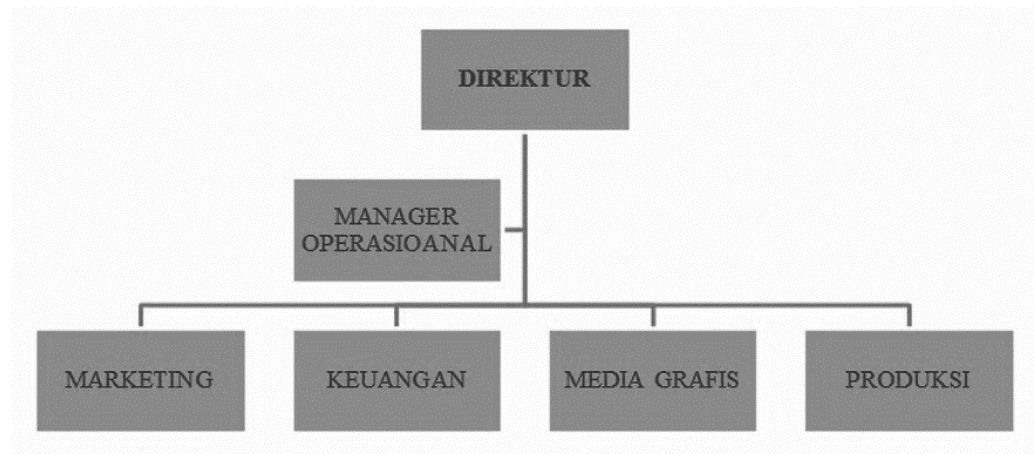 DIREKTUR
MANAGER
OPERASIOANAL
MARKETING
KEUANGAN
MEDIA GRAFIS
PRODUKSI